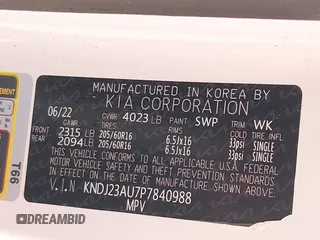 MANUFACTURED IN KOREA BY
KIA CORPORATION
06/22 GVWR 4023 LB PAINT SWP TRIM WK
GAWR TIRES RIMS COLD TIRE INFL.
FRONT 2315 LB 205/60R16 6.5Jx16 33psi SINGLE
REAR 2094 LB 205/60R16 6.5Jx16 33psi SINGLE
THIS VEHICLE CONFORMS TO ALL APPLICABLE U.S.A FEDERAL
MOTOR VEHICLE SAFETY AND THEFT PREVENTION STANDARDS
IN EFFECT ON THE DATE OF MANUFACTURE SHOWN ABOVE.
V.I.N KNDJ23AU7P7840988
MPV
T66
DREAMBID